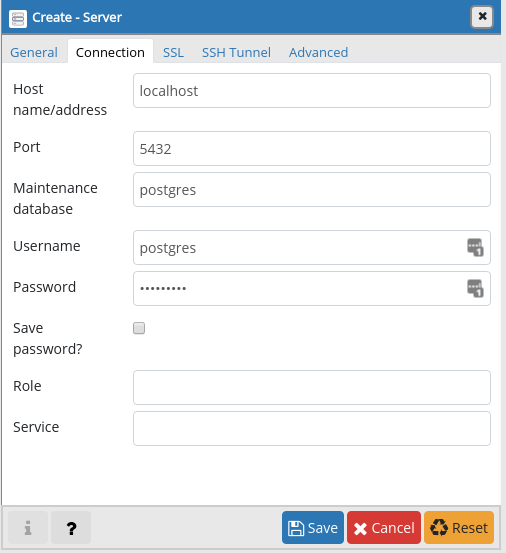 Create - Server
General Connection SSL SSH Tunnel Advanced
Host
name/address
localhost
Port
5432
Maintenance
database
postgres
Username
postgres
Password
•••••••••
Save
password?
Role
Service
i ? Save Cancel Reset